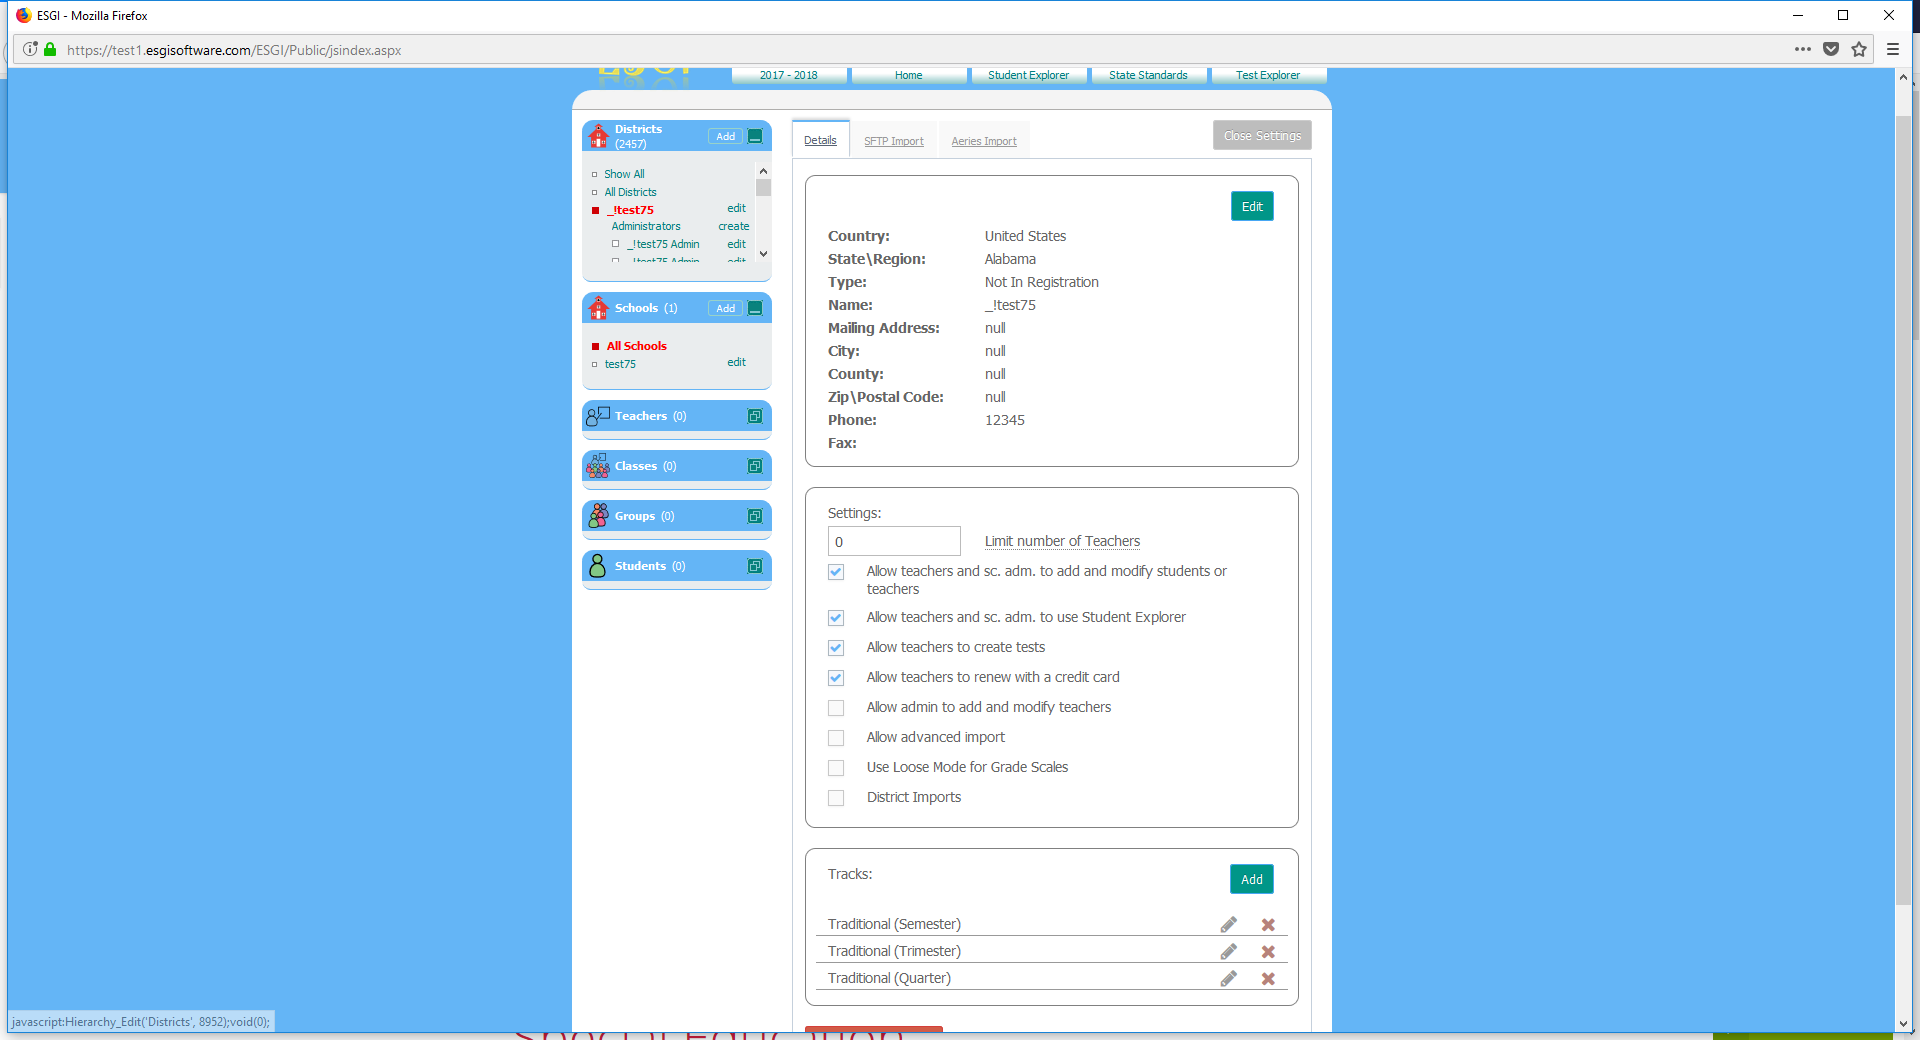 ESGI - Mozilla Firefox
https://test1.esgisoftware.com/ESGI/Public/jsindex.aspx
ESGI
2017 - 2018
Home
Student Explorer
State Standards
Test Explorer
Districts
(2457)
Add
Show All
All Districts
_!test75
edit
Administrators
create
_!test75 Admin
edit
_!test75 Admin
edit
Schools (1)
Add
All Schools
test75
edit
Teachers (0)
Classes (0)
Groups (0)
Students (0)
Details
SFTP Import
Aeries Import
Close Settings
Edit
Country: United States
State\Region: Alabama
Type: Not In Registration
Name: _!test75
Mailing Address: null
City: null
County: null
Zip\Postal Code: null
Phone: 12345
Fax:
Settings:
0
Limit number of Teachers
Allow teachers and sc. adm. to add and modify students or
teachers
Allow teachers and sc. adm. to use Student Explorer
Allow teachers to create tests
Allow teachers to renew with a credit card
Allow admin to add and modify teachers
Allow advanced import
Use Loose Mode for Grade Scales
District Imports
Tracks:
Add
Traditional (Semester)
Traditional (Trimester)
Traditional (Quarter)
javascript:Hierarchy_Edit('Districts', 8952);void(0);
Special Education